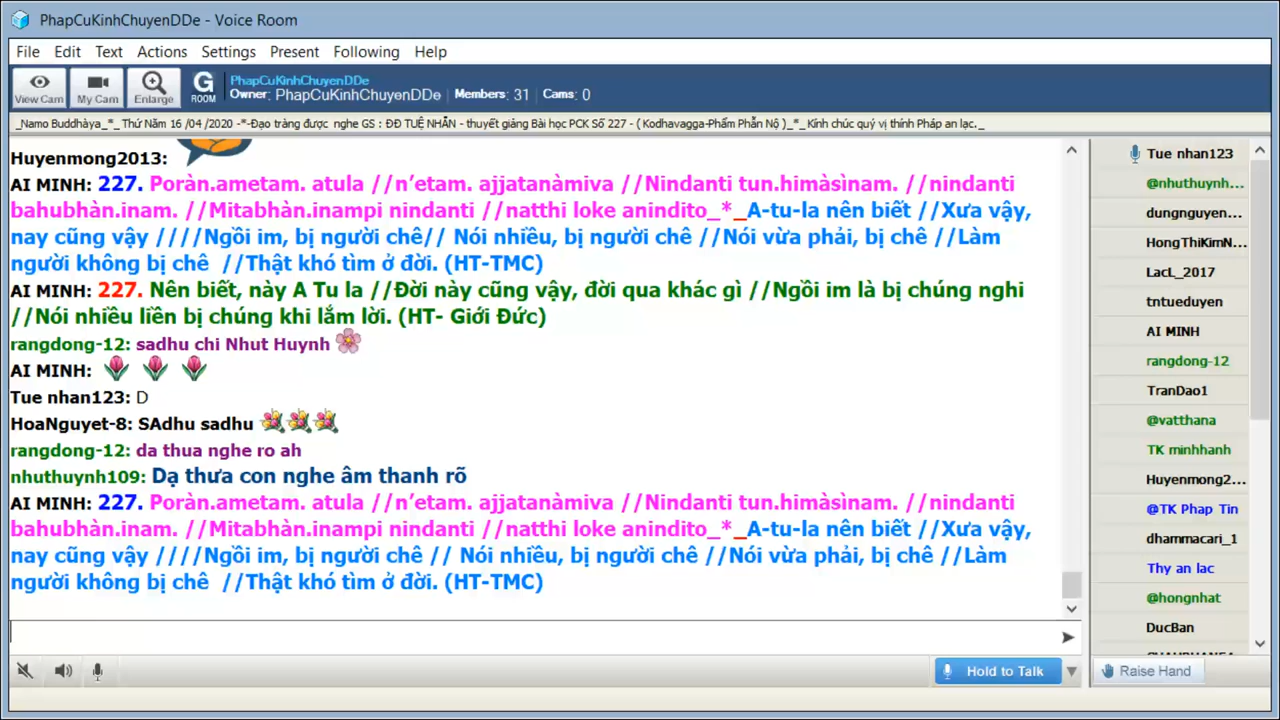 PhapCuKinhChuyenDDe - Voice Room
File Edit Text Actions Settings Present Following Help
View Cam My Cam Enlarge G ROOM
PhapCuKinhChuyenDDe
Owner: PhapCuKinhChuyenDDe Members: 31 Cams: 0
_Namo Buddhàya_*_ Thứ Năm 16 /04 /2020 -*-Đạo tràng được nghe GS : ĐĐ TUỆ NHẪN - thuyết giảng Bài học PCK Số 227 - ( Kodhavagga-Phẩm Phẫn Nộ )_*_ Kính chúc quý vị thính Pháp an lạc._
Huyenmong2013:
AI MINH: 227. Poràn.ametam. atula //n’etam. ajjatanàmiva //Nindanti tun.himàsìnam. //nindanti
bahubhàn.inam. //Mitabhàn.inampi nindanti //natthi loke anindito_*_A-tu-la nên biết //Xưa vậy,
nay cũng vậy ////Ngồi im, bị người chê// Nói nhiều, bị người chê //Nói vừa phải, bị chê //Làm
người không bị chê //Thật khó tìm ở đời. (HT-TMC)
AI MINH: 227. Nên biết, này A Tu la //Đời này cũng vậy, đời qua khác gì //Ngồi im là bị chúng nghi
//Nói nhiều liền bị chúng khi lắm lời. (HT- Giới Đức)
rangdong-12: sadhu chi Nhut Huynh
AI MINH:
Tue nhan123: D
HoaNguyet-8: SAdhu sadhu
rangdong-12: da thua nghe ro ah
nhuthuynh109: Dạ thưa con nghe âm thanh rõ
AI MINH: 227. Poràn.ametam. atula //n’etam. ajjatanàmiva //Nindanti tun.himàsìnam. //nindanti
bahubhàn.inam. //Mitabhàn.inampi nindanti //natthi loke anindito_*_A-tu-la nên biết //Xưa vậy,
nay cũng vậy ////Ngồi im, bị người chê // Nói nhiều, bị người chê //Nói vừa phải, bị chê //Làm
người không bị chê //Thật khó tìm ở đời. (HT-TMC)
Tue nhan123
@nhuthuynh...
dungnguyen...
HongThiKimN...
LacL_2017
tntueduyen
AI MINH
rangdong-12
TranDao1
@vatthana
TK minhhanh
Huyenmong2...
@TK Phap Tin
dhammacari_1
Thy an lac
@hongnhat
DucBan
Hold to Talk
Raise Hand